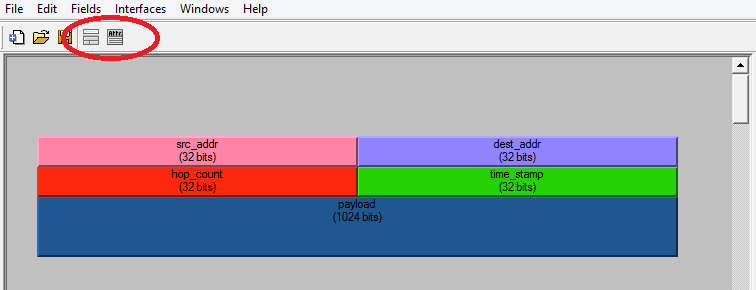 File Edit Fields Interfaces Windows Help
Attr.
src_addr
(32 bits)
dest_addr
(32 bits)
hop_count
(32 bits)
time_stamp
(32 bits)
payload
(1024 bits)